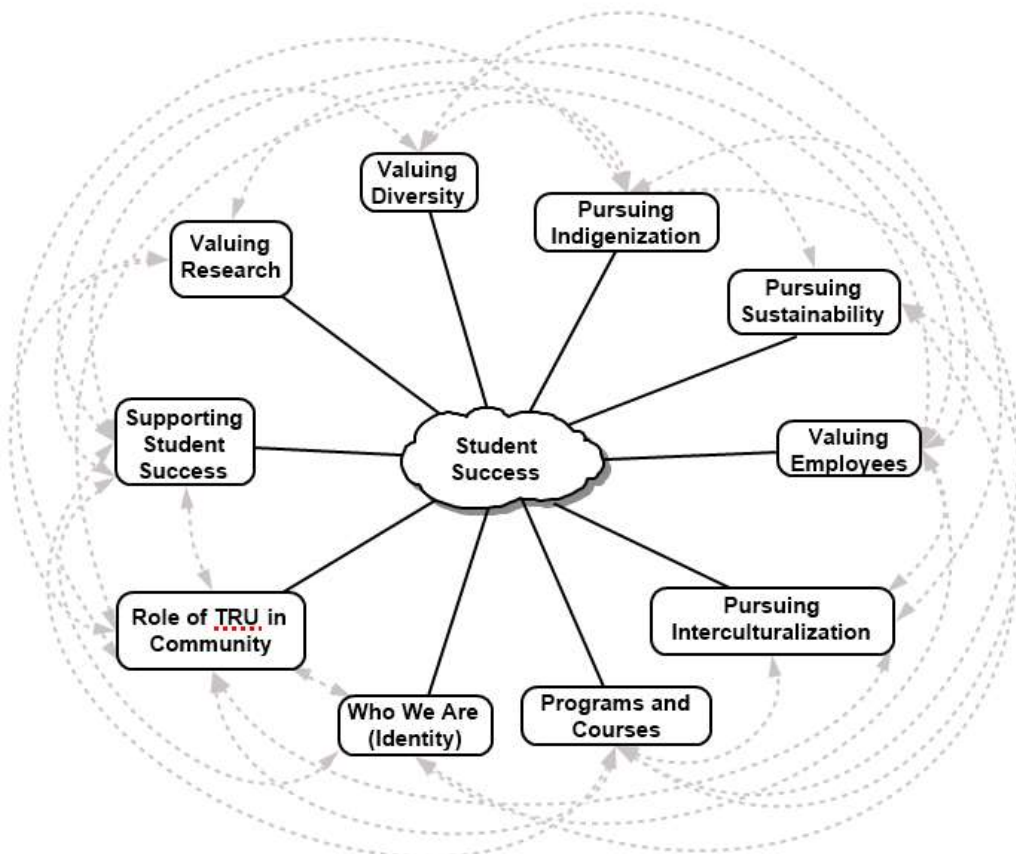 Valuing
Diversity
Pursuing
Indigenization
Valuing
Research
Pursuing
Sustainability
Supporting
Student
Success
Student
Success
Valuing
Employees
Role of TRU in
Community
Pursuing
Interculturalization
Who We Are
(Identity)
Programs and
Courses